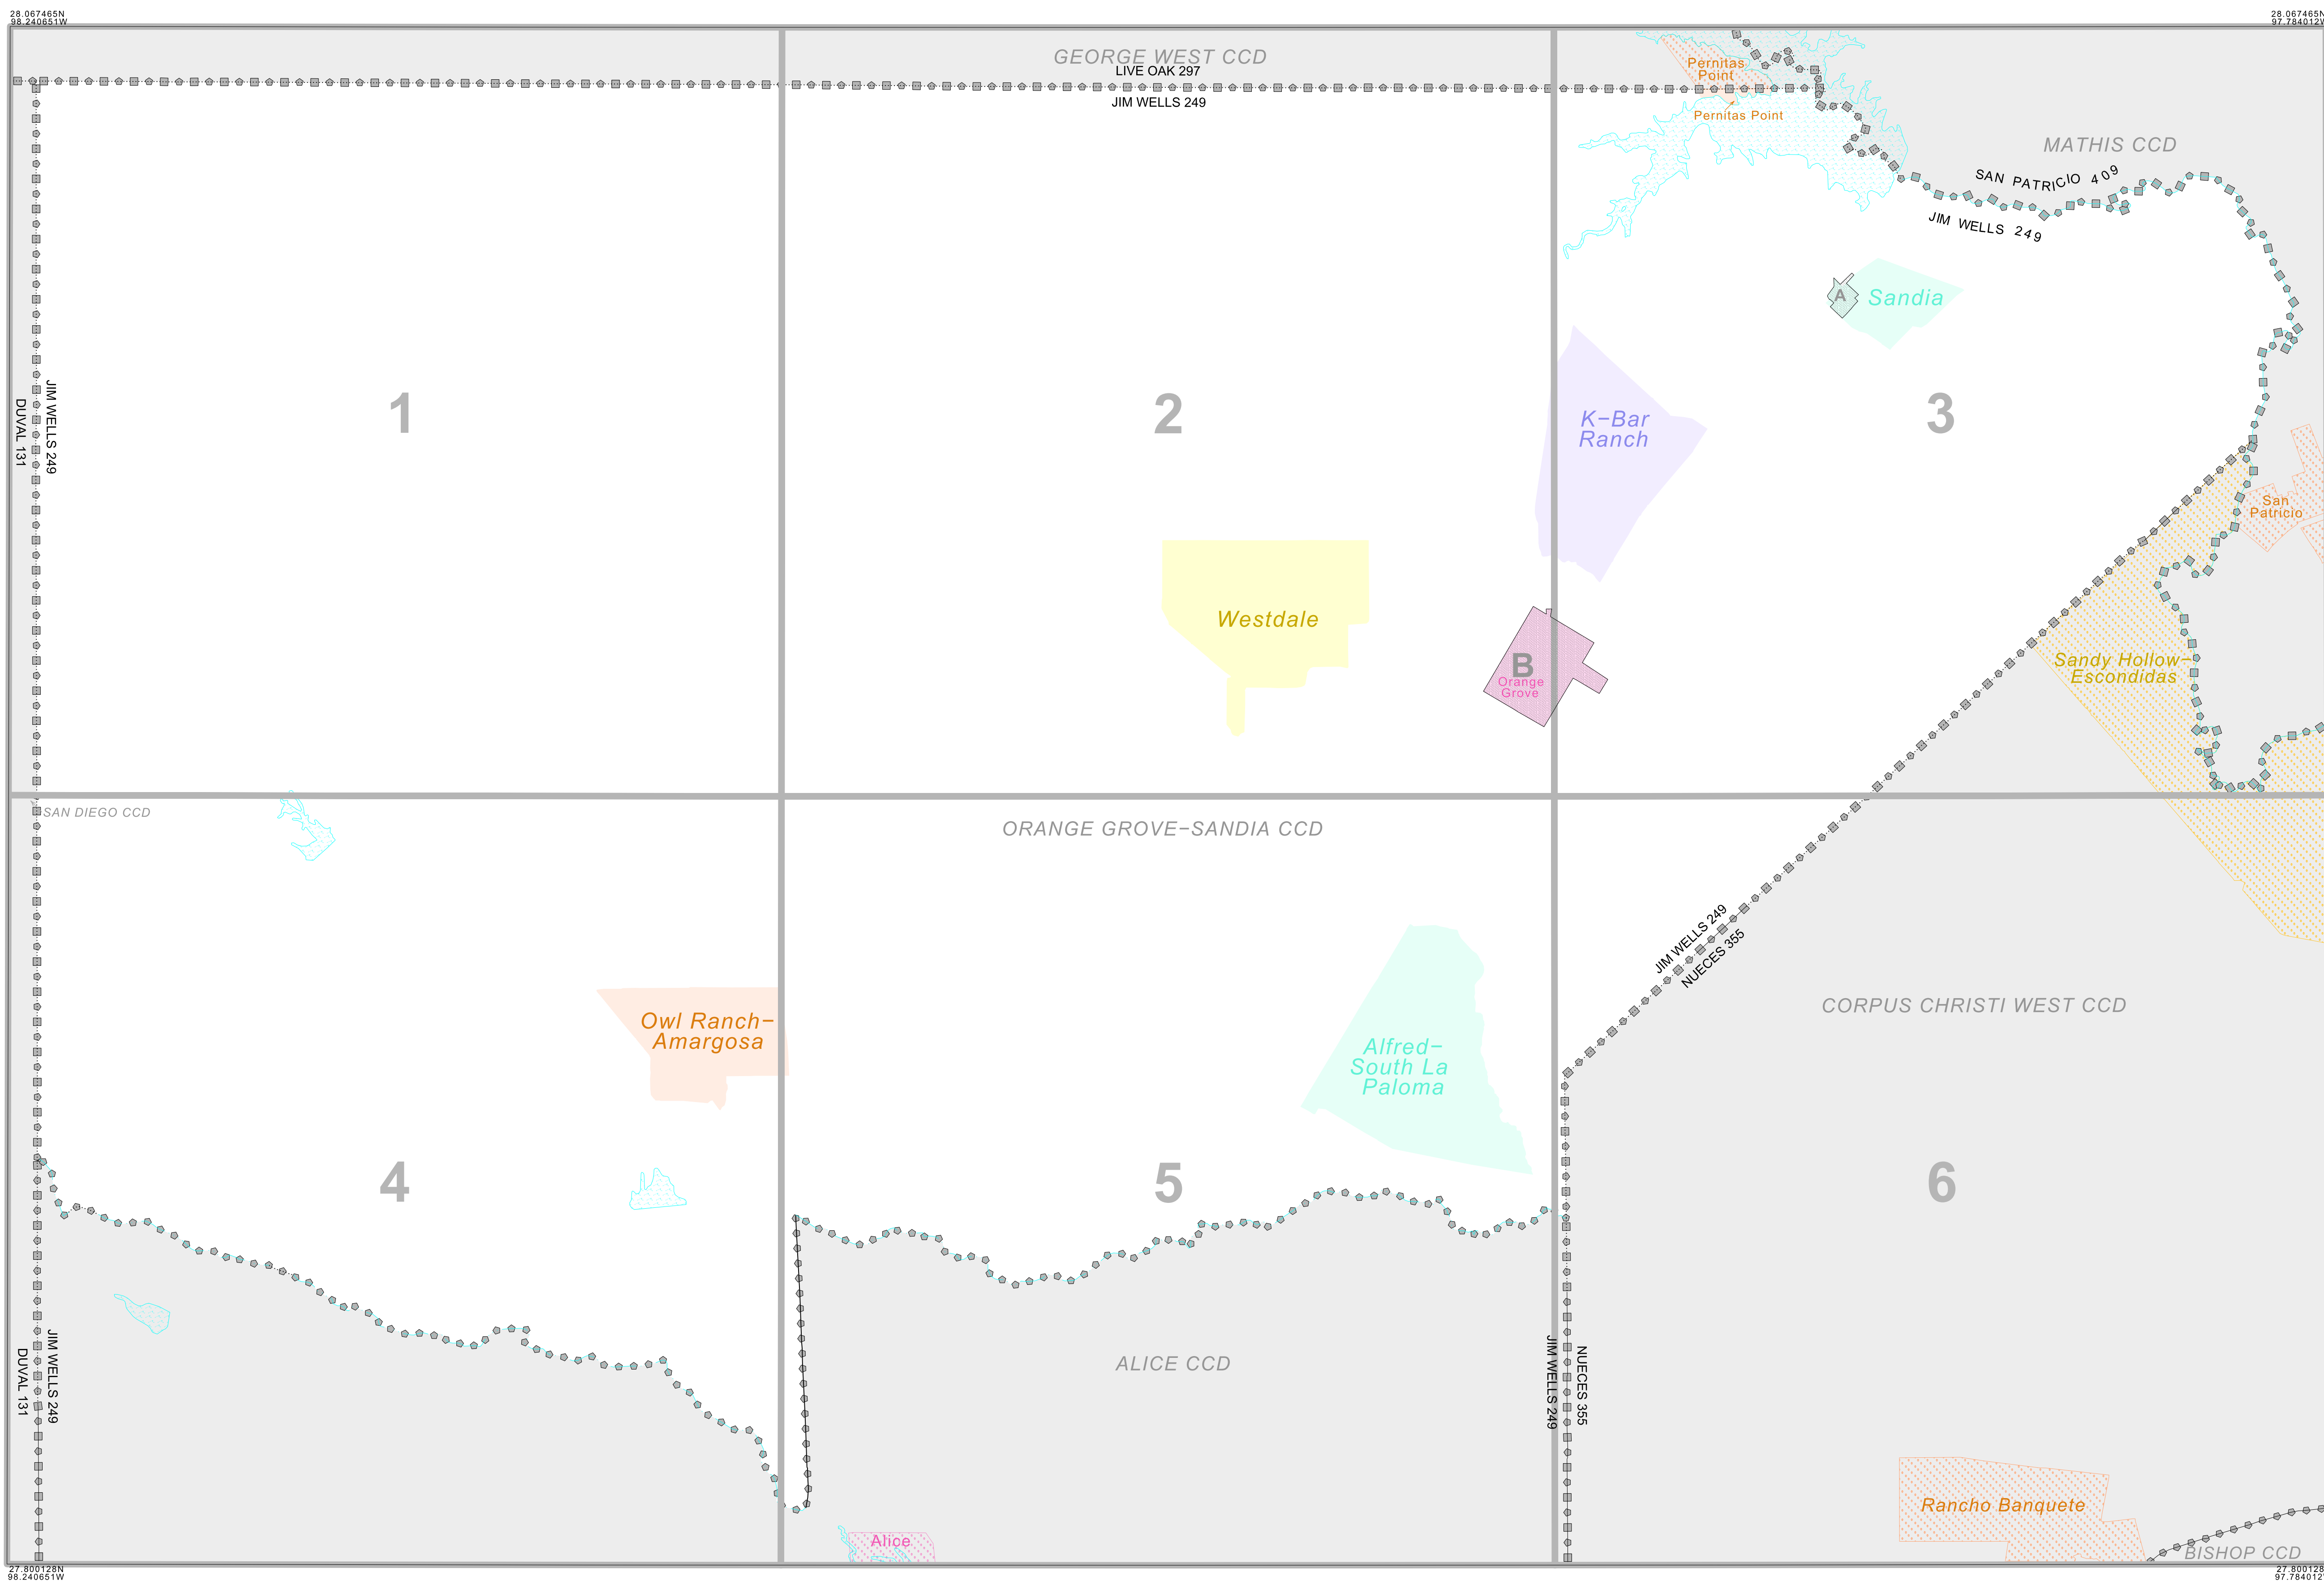 28.067465N
98.240651W
28.067465N
97.784012W
GEORGE WEST CCD
LIVE OAK 297
JIM WELLS 249
Pernitas
Point
Pernitas Point
MATHIS CCD
SAN PATRICIO 409
JIM WELLS 249
A
Sandia
DUVAL 131
JIM WELLS 249
1
2
K-Bar
Ranch
3
San
Patricio
Westdale
B
Orange
Grove
Sandy Hollow-
Escondidas
SAN DIEGO CCD
ORANGE GROVE-SANDIA CCD
JIM WELLS 249
NUECES 355
CORPUS CHRISTI WEST CCD
Owl Ranch-
Amargosa
Alfred-
South La
Paloma
4
5
6
DUVAL 131
JIM WELLS 249
ALICE CCD
JIM WELLS 249
NUECES 355
Rancho Banquete
Alice
BISHOP CCD
27.800128N
98.240651W
27.800128
97.784012